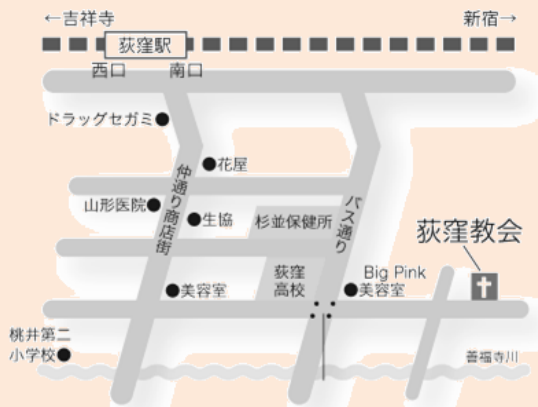 ←吉祥寺
新宿→
荻窪駅
西口
南口
ドラッグセガミ
花屋
仲通り商店街
山形医院
生協
杉並保健所
バス通り
荻窪教会
荻窪
高校
Big Pink
美容室
美容室
桃井第二
小学校
善福寺川